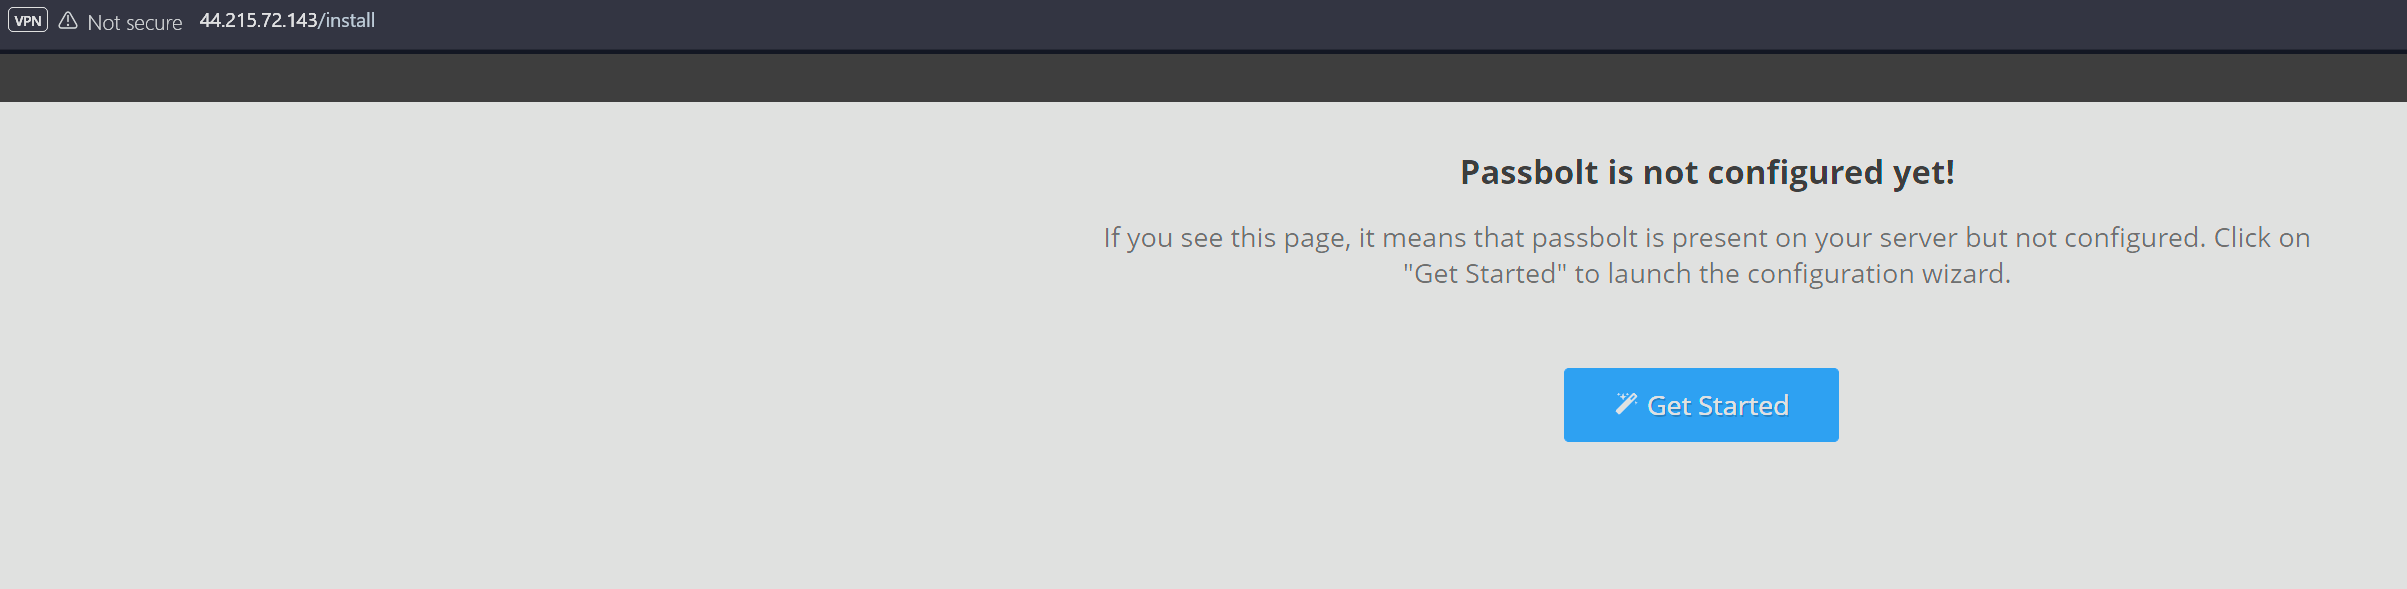 VPN Not secure 44.215.72.143/install
Passbolt is not configured yet!
If you see this page, it means that passbolt is present on your server but not configured. Click on
"Get Started" to launch the configuration wizard.
Get Started